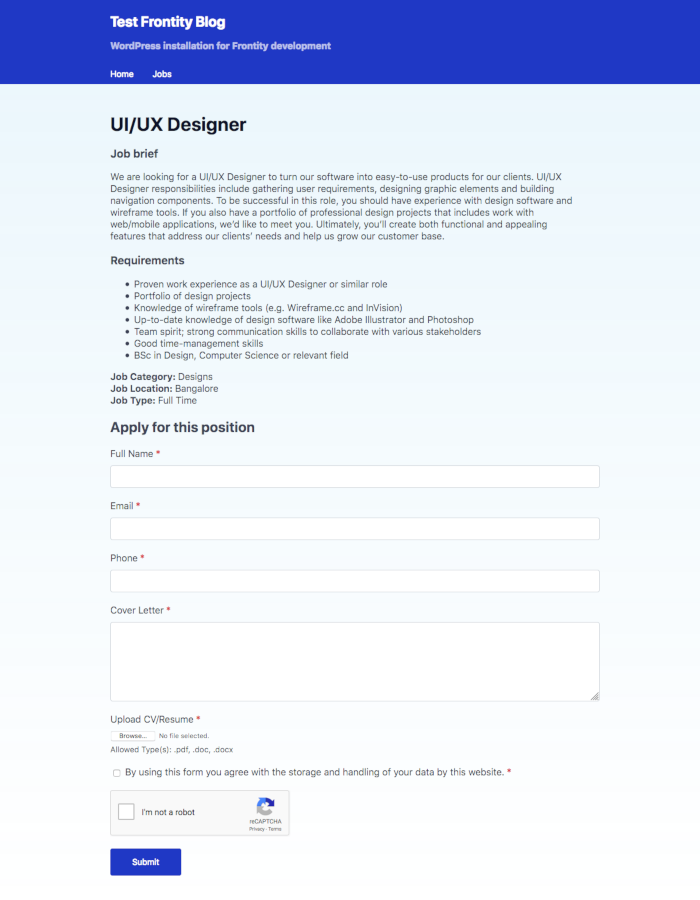 Test Frontity Blog
WordPress installation for Frontity development
Home Jobs
UI/UX Designer
Job brief
We are looking for a UI/UX Designer to turn our software into easy-to-use products for our clients. UI/UX
Designer responsibilities include gathering user requirements, designing graphic elements and building
navigation components. To be successful in this role, you should have experience with design software and
wireframe tools. If you also have a portfolio of professional design projects that includes work with
web/mobile applications, we’d like to meet you. Ultimately, you’ll create both functional and appealing
features that address our clients’ needs and help us grow our customer base.
Requirements
• Proven work experience as a UI/UX Designer or similar role
• Portfolio of design projects
• Knowledge of wireframe tools (e.g. Wireframe.cc and InVision)
• Up-to-date knowledge of design software like Adobe Illustrator and Photoshop
• Team spirit; strong communication skills to collaborate with various stakeholders
• Good time-management skills
• BSc in Design, Computer Science or relevant field
Job Category: Designs
Job Location: Bangalore
Job Type: Full Time
Apply for this position
Full Name *
Email *
Phone *
Cover Letter *
Upload CV/Resume *
Browse... No file selected.
Allowed Type(s): .pdf, .doc, .docx
By using this form you agree with the storage and handling of your data by this website. *
I'm not a robot
reCAPTCHA
Privacy - Terms
Submit